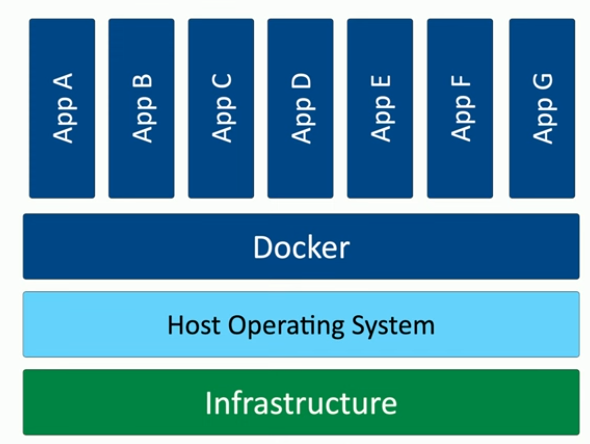 App A
App B
App C
App D
App E
App F
App G
Docker
Host Operating System
Infrastructure